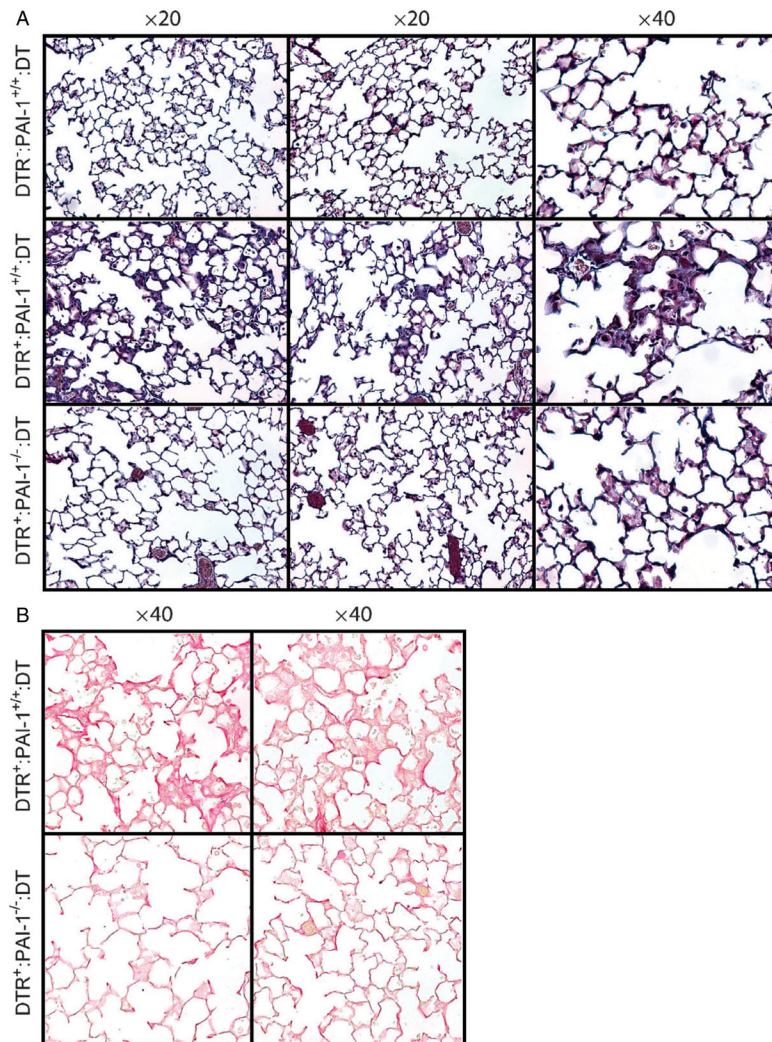 A
×20 ×20 ×40
DTR⁻:PAI-1⁺/⁺:DT
DTR⁺:PAI-1⁺/⁺:DT
DTR⁺:PAI-1⁻/⁻:DT
B
×40 ×40
DTR⁺:PAI-1⁺/⁺:DT
DTR⁺:PAI-1⁻/⁻:DT